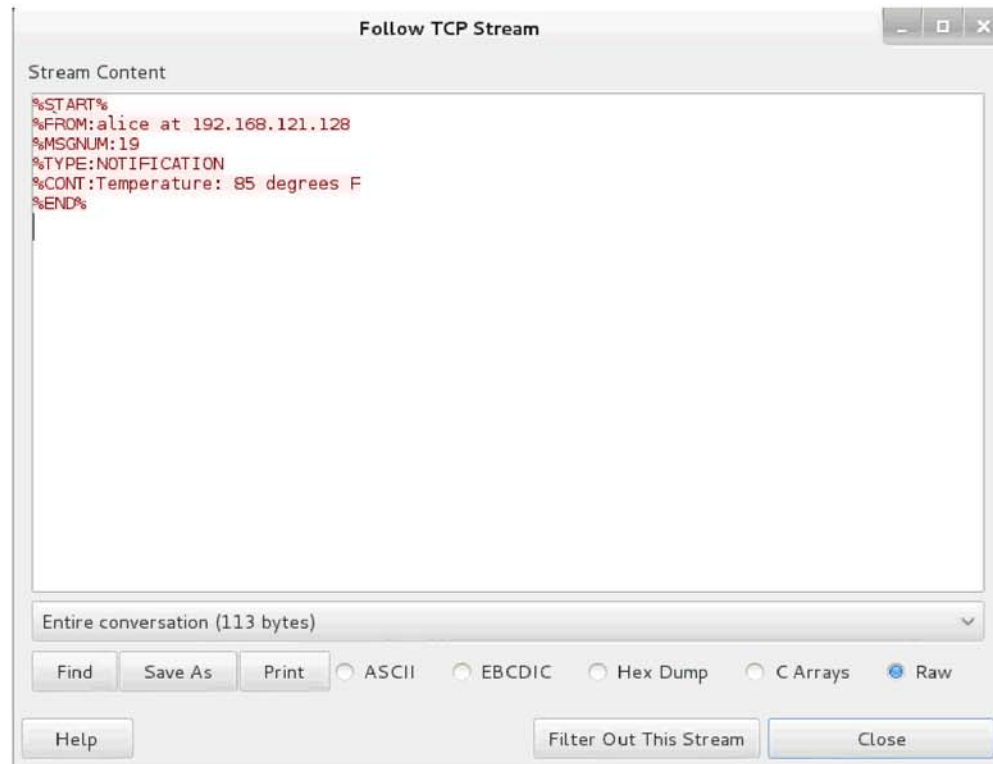 Follow TCP Stream
Stream Content
%START%
%FROM:alice at 192.168.121.128
%MSGNUM:19
%TYPE:NOTIFICATION
%CONT:Temperature: 85 degrees F
%END%
Entire conversation (113 bytes)
Find Save As Print ASCII EBCDIC Hex Dump C Arrays Raw
Help Filter Out This Stream Close